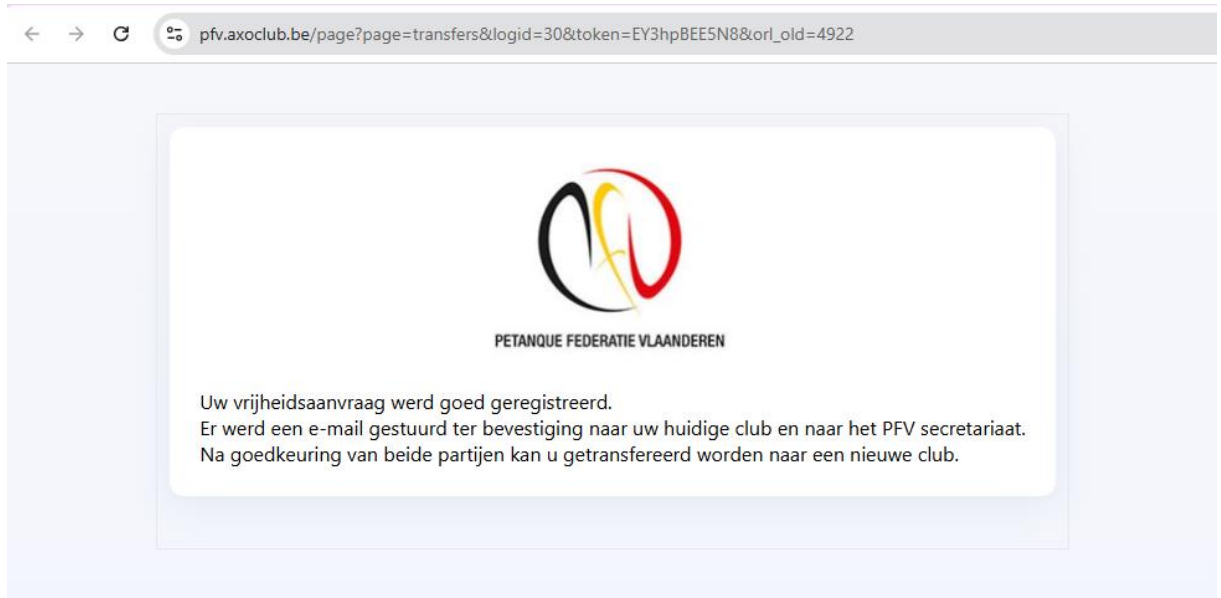 pfv.axoclub.be/page?page=transfers&logid=30&token=EY3hpBEE5N8&orl_old=4922
PETANQUE FEDERATIE VLAANDEREN
Uw vrijheidsaanvraag werd goed geregistreerd.
Er werd een e-mail gestuurd ter bevestiging naar uw huidige club en naar het PFV secretariaat.
Na goedkeuring van beide partijen kan u getransfereerd worden naar een nieuwe club.